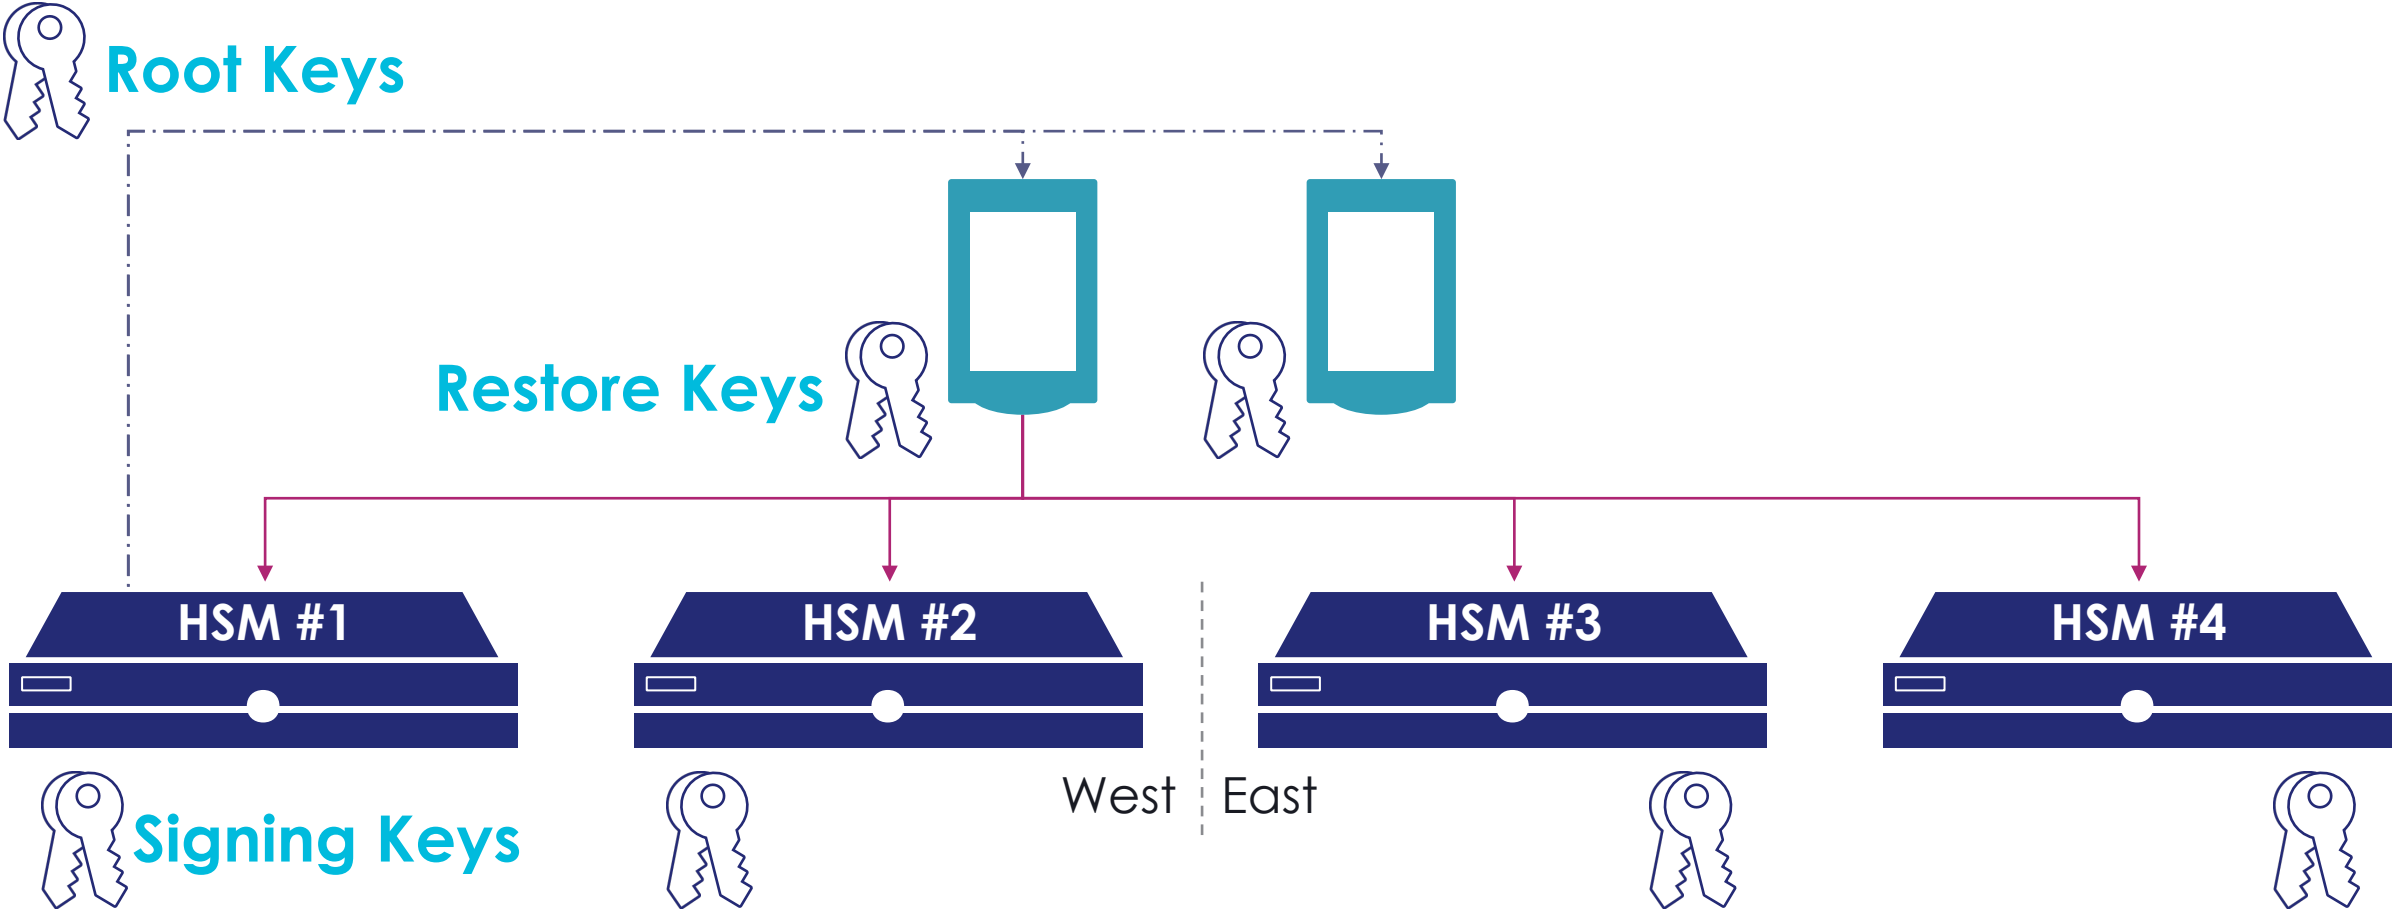 Root Keys
Restore Keys
HSM #1
HSM #2
HSM #3
HSM #4
West
East
Signing Keys